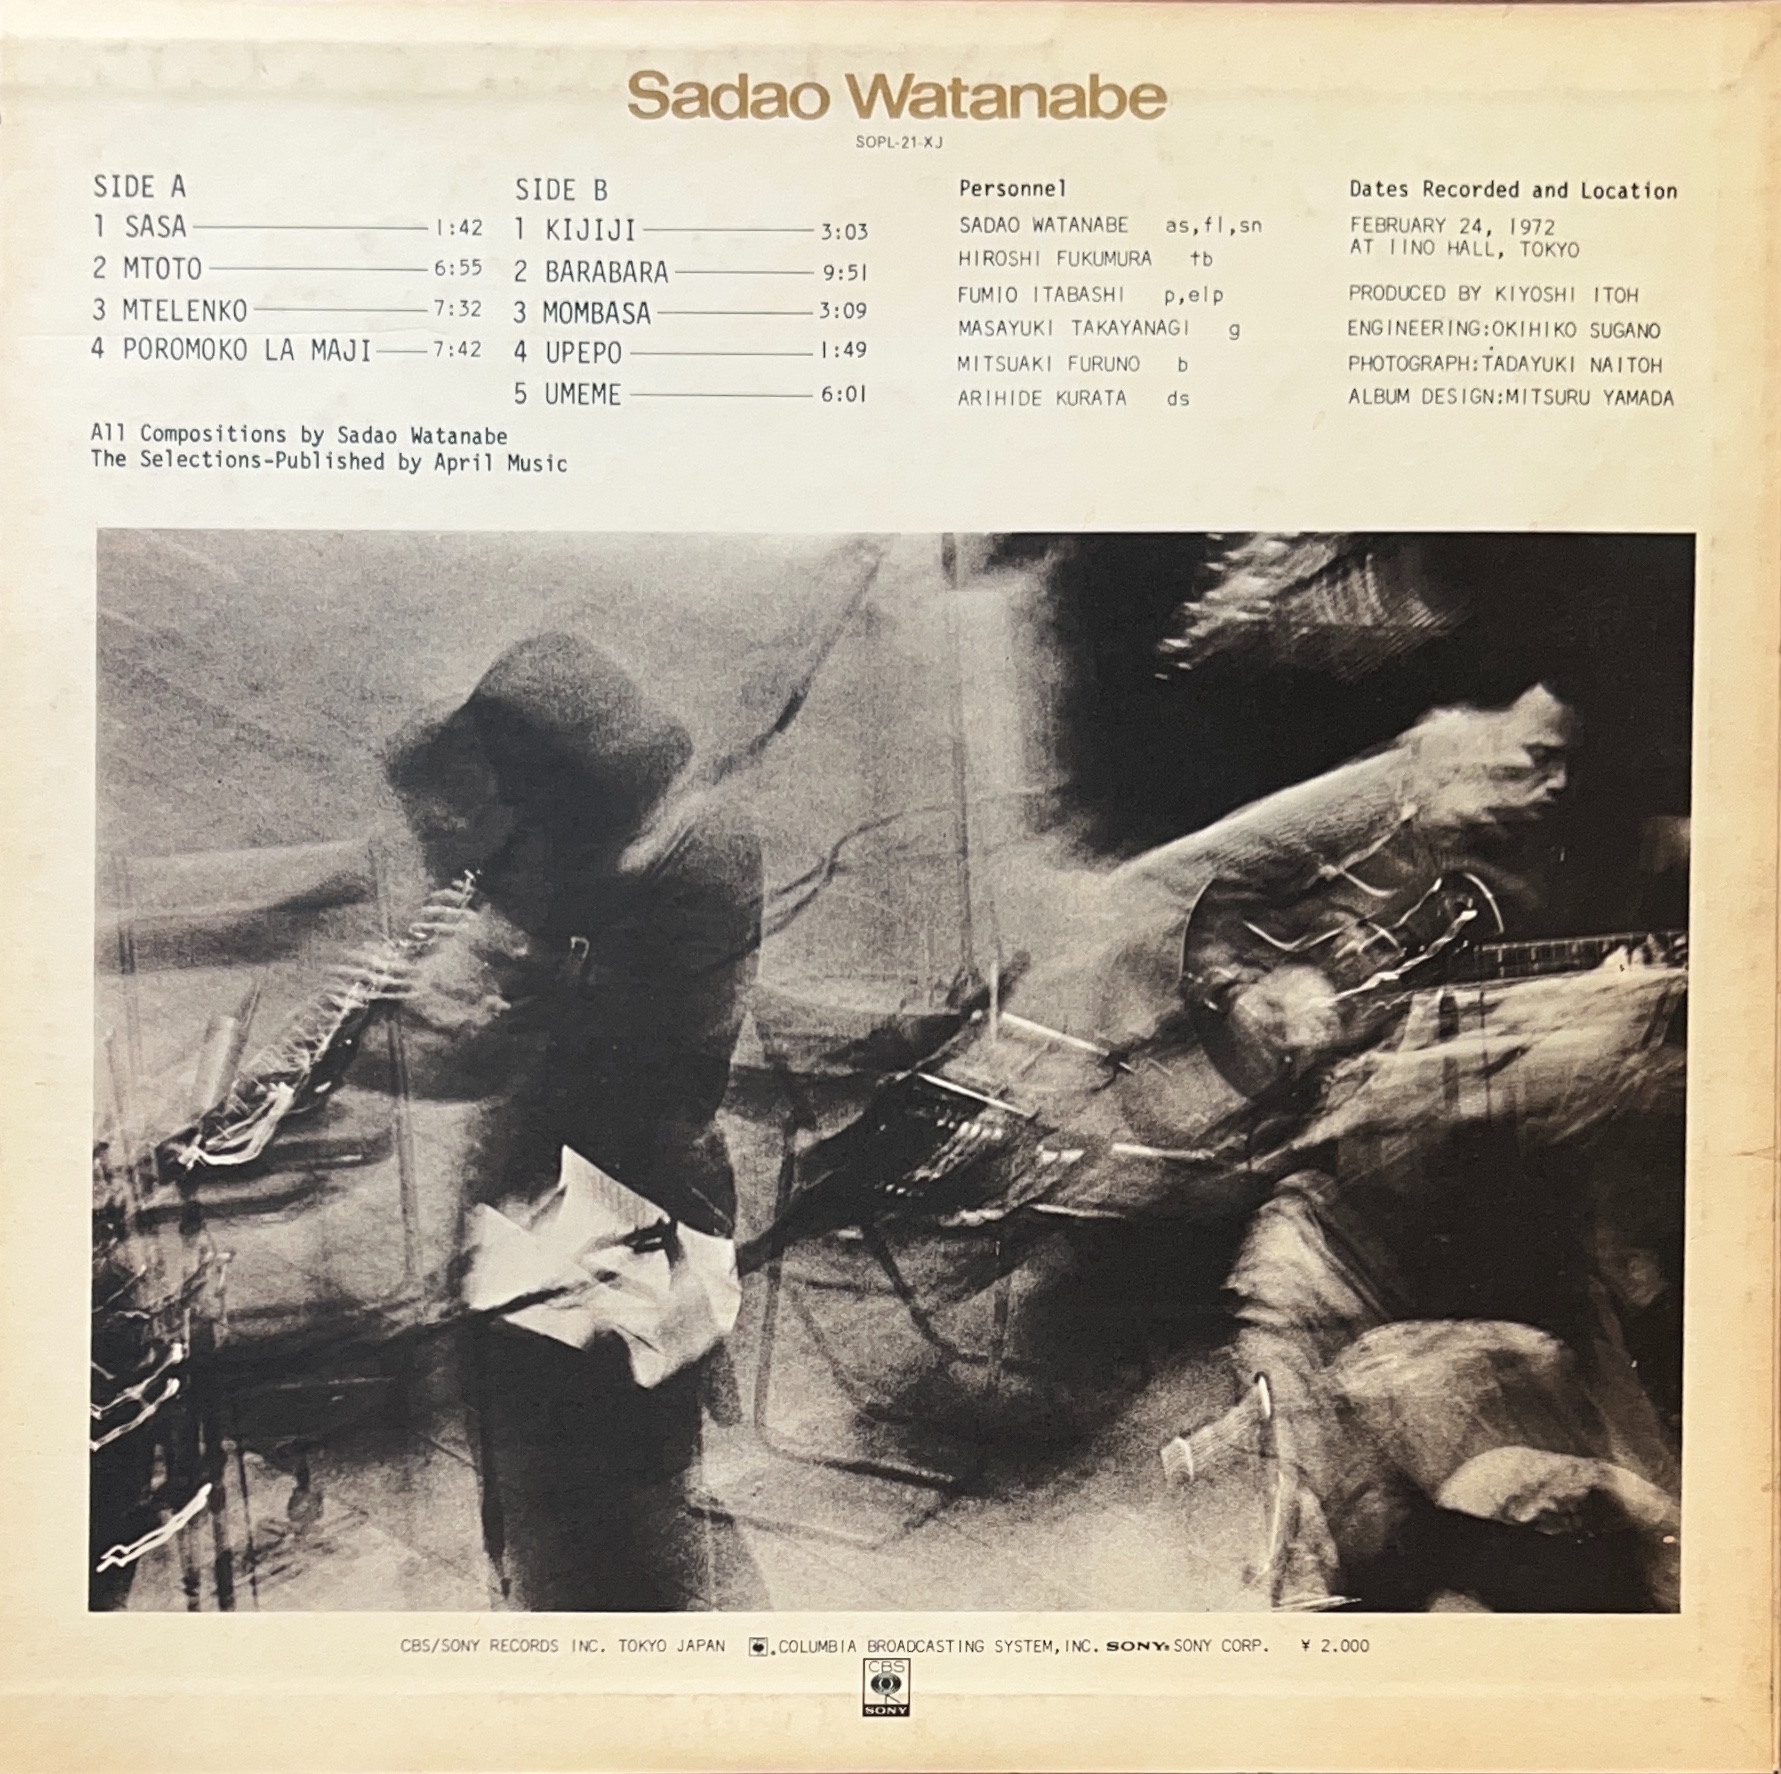 Sadao Watanabe
SOPL-21-XJ
SIDE A
1 SASA 1:42
2 MTOTO 6:55
3 MTELENKO 7:32
4 POROMOKO LA MAJI 7:42
SIDE B
1 KIJIJI 3:03
2 BARABARA 9:51
3 MOMBASA 3:09
4 UPEPO 1:49
5 UMEME 6:01
All Compositions by Sadao Watanabe
The Selections-Published by April Music
Personnel
SADAO WATANABE as,fl,sn
HIROSHI FUKUMURA tb
FUMIO ITABASHI p,elp
MASAYUKI TAKAYANAGI g
MITSUAKI FURUNO b
ARIHIDE KURATA ds
Dates Recorded and Location
FEBRUARY 24, 1972
AT IINO HALL, TOKYO
PRODUCED BY KIYOSHI ITOH
ENGINEERING:OKIHIKO SUGANO
PHOTOGRAPH:TADAYUKI NAITOH
ALBUM DESIGN:MITSURU YAMADA
CBS/SONY RECORDS INC. TOKYO JAPAN .COLUMBIA BROADCASTING SYSTEM,INC. SONY. SONY CORP. ¥ 2.000
CBS
SONY